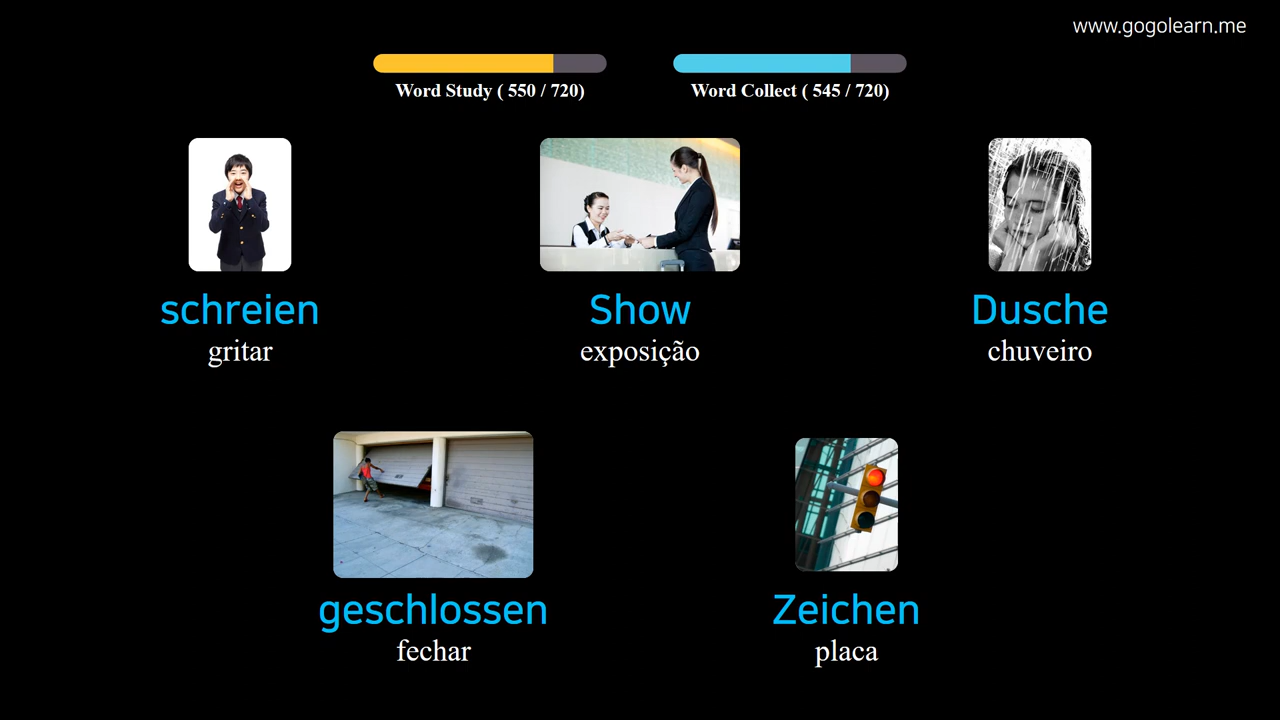 www.gogolearn.me
Word Study ( 550 / 720)
Word Collect ( 545 / 720)
schreien
gritar
Show
exposição
Dusche
chuveiro
geschlossen
fechar
Zeichen
placa